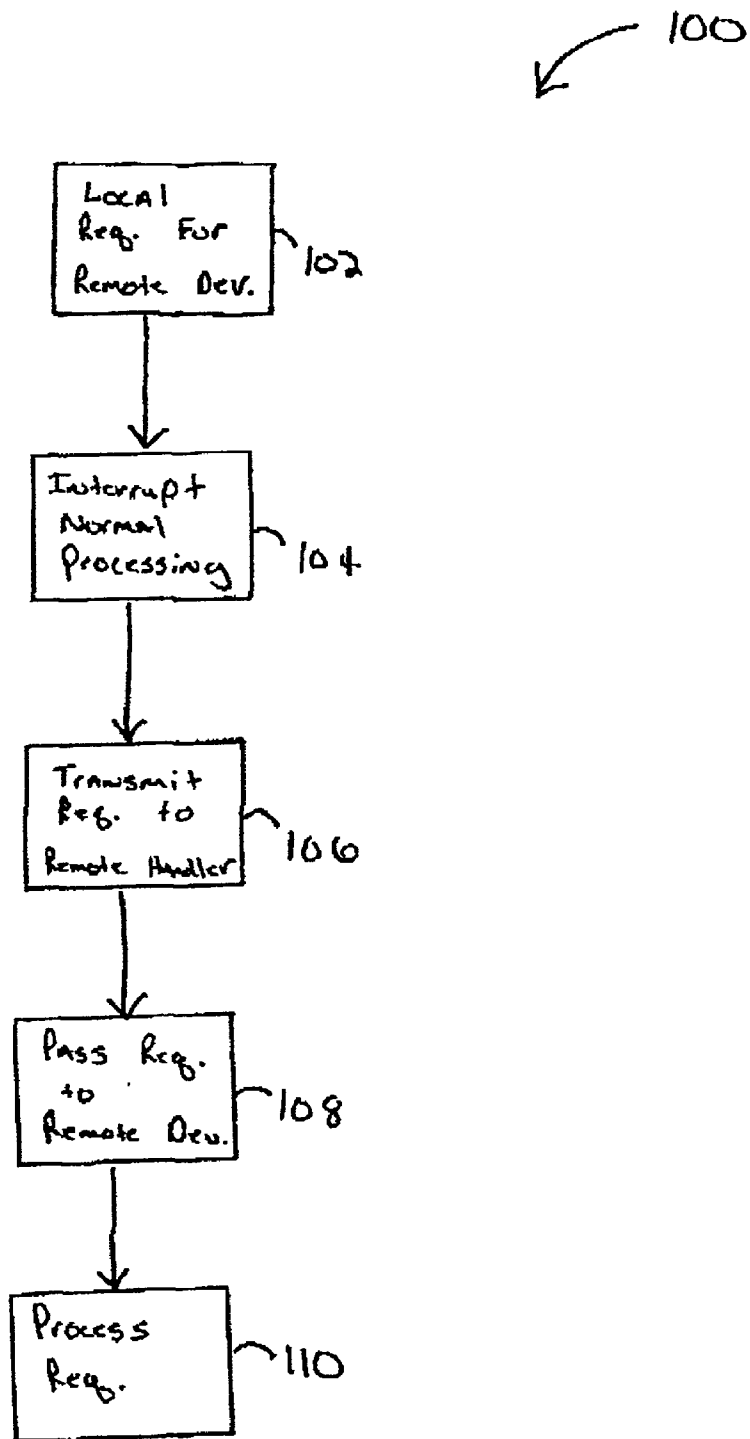 100
Local
Req. For
Remote Dev.
102
Interrupt
Normal
Processing
104
Transmit
Req. to
Remote Handler
106
Pass Req.
to
Remote Dev.
108
Process
Req.
110